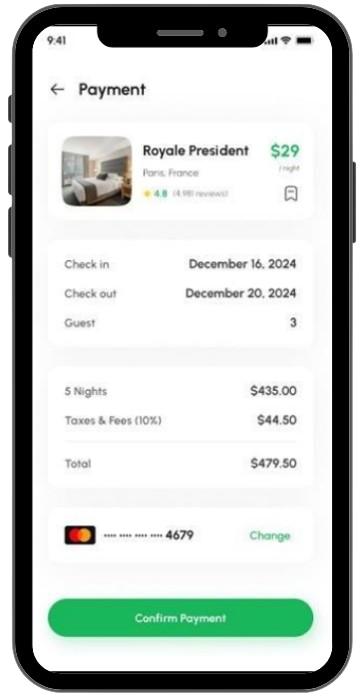 9:41
← Payment
Royale President $29
Paris, France / night
4.8 (4,981 reviews)
Check in December 16, 2024
Check out December 20, 2024
Guest 3
5 Nights $435.00
Taxes & Fees (10%) $44.50
Total $479.50
•••• •••• •••• 4679 Change
Confirm Payment